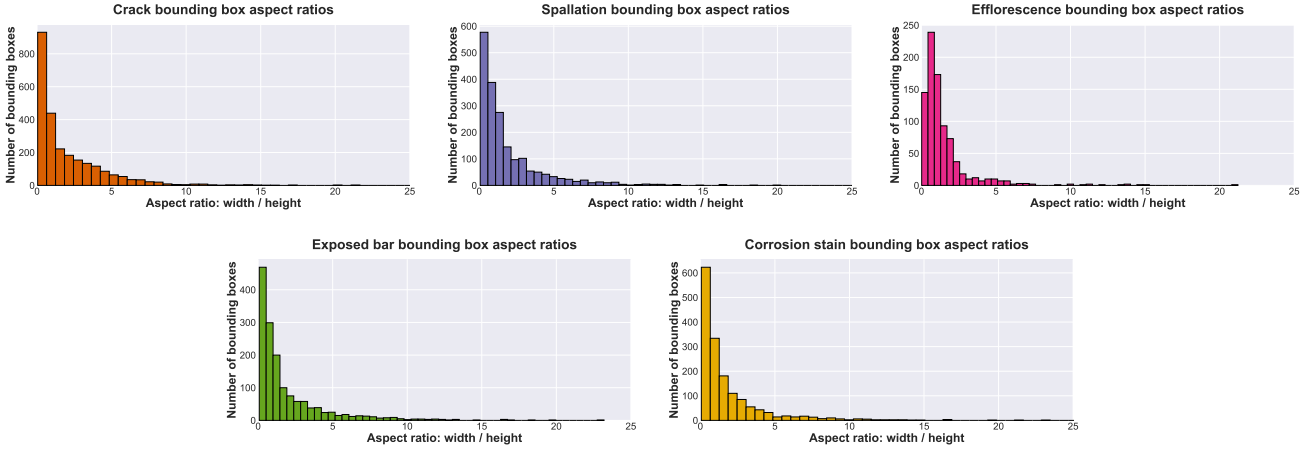 Crack bounding box aspect ratios
Number of bounding boxes
800
600
400
200
0
0 5 10 15 20 25
Aspect ratio: width / height
Spallation bounding box aspect ratios
Number of bounding boxes
600
500
400
300
200
100
0
0 5 10 15 20 25
Aspect ratio: width / height
Efflorescence bounding box aspect ratios
Number of bounding boxes
250
200
150
100
50
0
0 5 10 15 20 25
Aspect ratio: width / height
Exposed bar bounding box aspect ratios
Number of bounding boxes
400
300
200
100
0
0 5 10 15 20 25
Aspect ratio: width / height
Corrosion stain bounding box aspect ratios
Number of bounding boxes
600
500
400
300
200
100
0
0 5 10 15 20 25
Aspect ratio: width / height